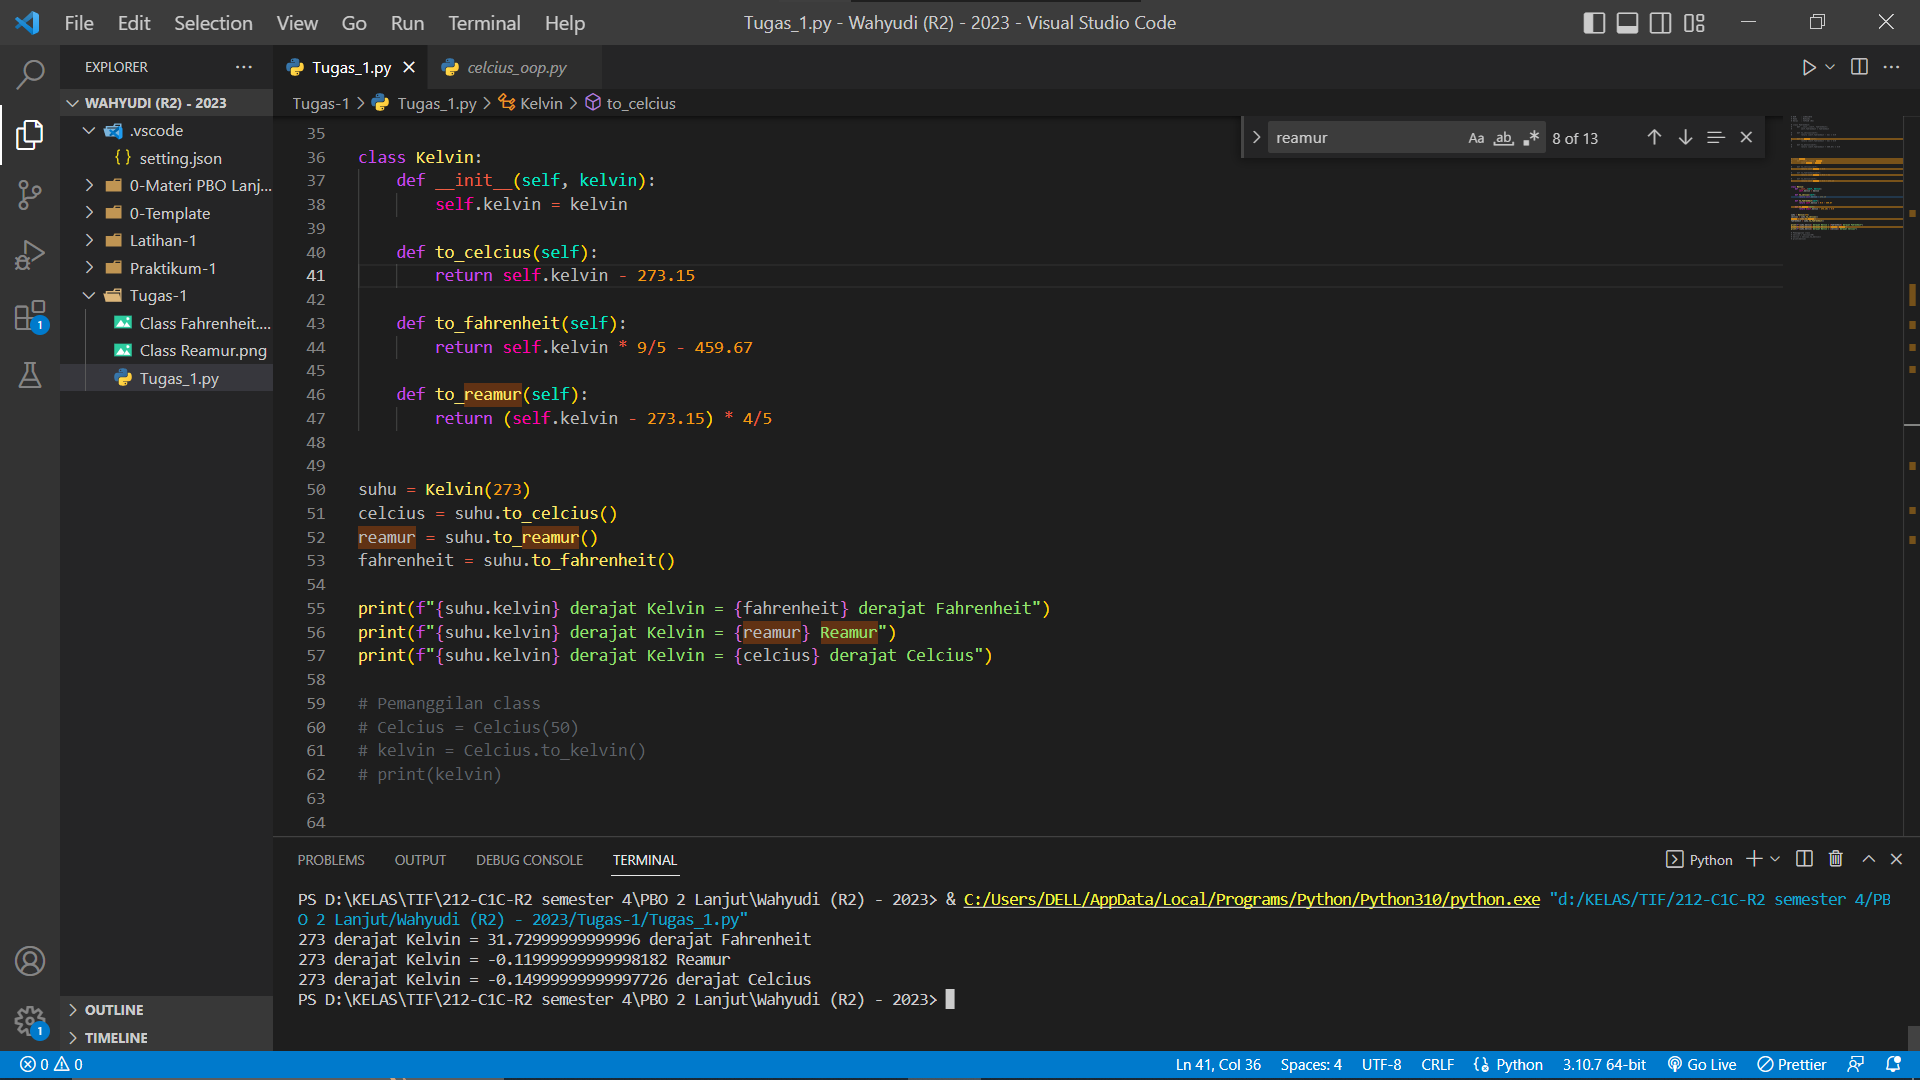 File Edit Selection View Go Run Terminal Help Tugas_1.py - Wahyudi (R2) - 2023 - Visual Studio Code
EXPLORER
WAHYUDI (R2) - 2023
.vscode
setting.json
0-Materi PBO Lanj...
0-Template
Latihan-1
Praktikum-1
Tugas-1
Class Fahrenheit....
Class Reamur.png
Tugas_1.py
OUTLINE
TIMELINE
Tugas_1.py celcius_oop.py
Tugas-1 > Tugas_1.py > Kelvin > to_celcius
reamur Aa ab 8 of 13
35
36 class Kelvin:
37     def __init__(self, kelvin):
38         self.kelvin = kelvin
39
40     def to_celcius(self):
41         return self.kelvin - 273.15
42
43     def to_fahrenheit(self):
44         return self.kelvin * 9/5 - 459.67
45
46     def to_reamur(self):
47         return (self.kelvin - 273.15) * 4/5
48
49
50 suhu = Kelvin(273)
51 celcius = suhu.to_celcius()
52 reamur = suhu.to_reamur()
53 fahrenheit = suhu.to_fahrenheit()
54
55 print(f"{suhu.kelvin} derajat Kelvin = {fahrenheit} derajat Fahrenheit")
56 print(f"{suhu.kelvin} derajat Kelvin = {reamur} Reamur")
57 print(f"{suhu.kelvin} derajat Kelvin = {celcius} derajat Celcius")
58
59 # Pemanggilan class
60 # Celcius = Celcius(50)
61 # kelvin = Celcius.to_kelvin()
62 # print(kelvin)
63
64
PROBLEMS OUTPUT DEBUG CONSOLE TERMINAL Python
PS D:\KELAS\TIF\212-C1C-R2 semester 4\PBO 2 Lanjut\Wahyudi (R2) - 2023> & C:/Users/DELL/AppData/Local/Programs/Python/Python310/python.exe "d:/KELAS/TIF/212-C1C-R2 semester 4/PB
O 2 Lanjut/Wahyudi (R2) - 2023/Tugas-1/Tugas_1.py"
273 derajat Kelvin = 31.72999999999996 derajat Fahrenheit
273 derajat Kelvin = -0.11999999999998182 Reamur
273 derajat Kelvin = -0.14999999999997726 derajat Celcius
PS D:\KELAS\TIF\212-C1C-R2 semester 4\PBO 2 Lanjut\Wahyudi (R2) - 2023>
1
1
0 0 Ln 41, Col 36 Spaces: 4 UTF-8 CRLF Python 3.10.7 64-bit Go Live Prettier